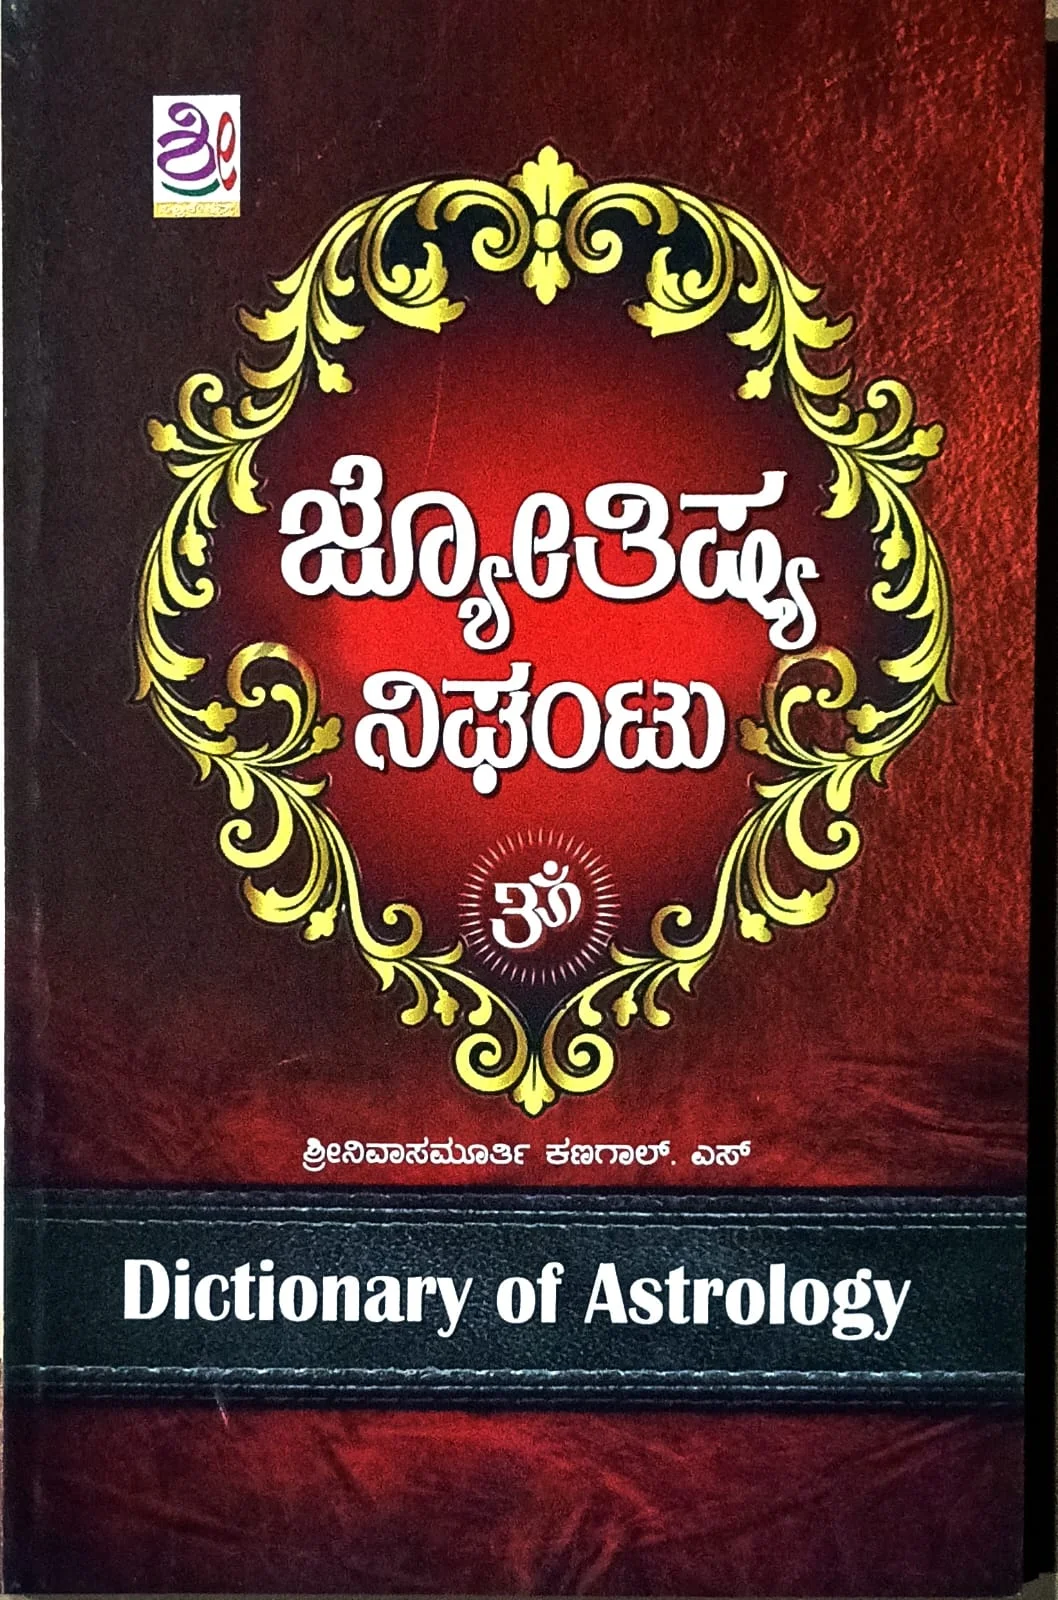 ಶ್ರೀ
ಜ್ಯೋತಿಷ್ಯ
ನಿಘಂಟು
ಓಂ
ಶ್ರೀನಿವಾಸಮೂರ್ತಿ ಕಣಗಾಲ್. ಎಸ್
Dictionary of Astrology